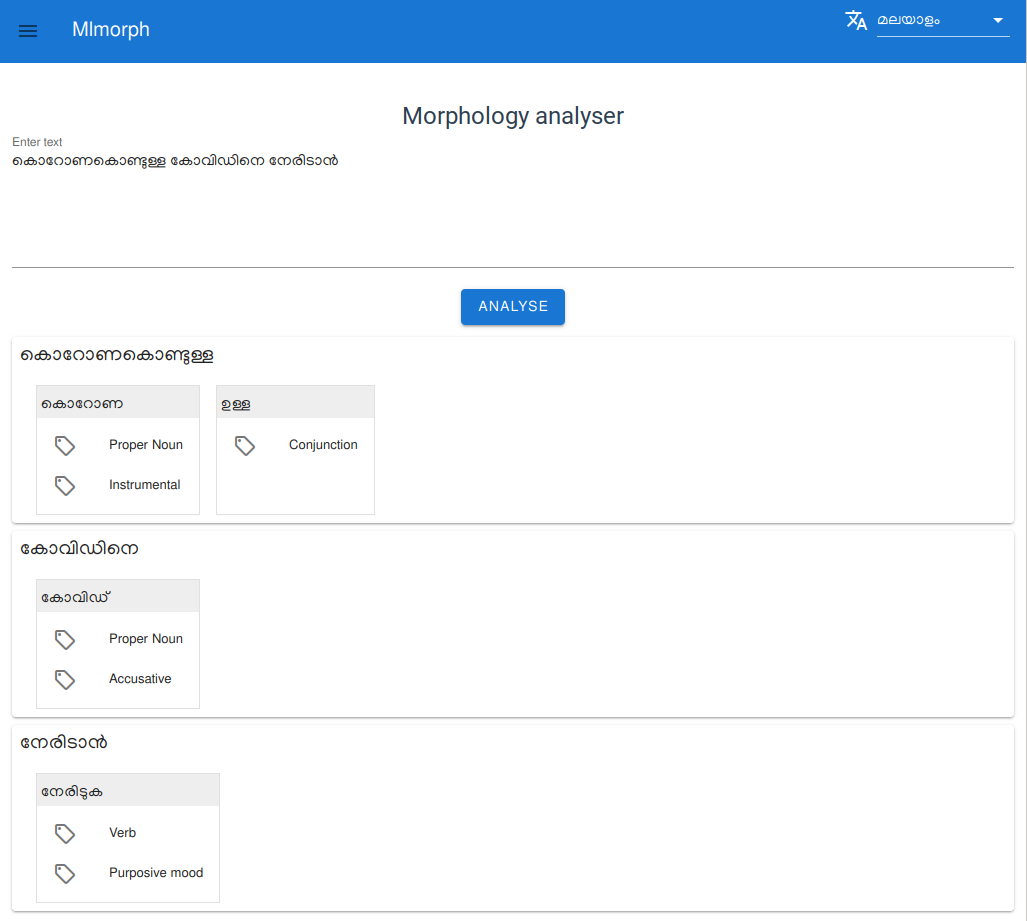 Mlmorph
മലയാളം
Morphology analyser
Enter text
കൊറോണകൊണ്ടുള്ള കോവിഡിനെ നേരിടാൻ
ANALYSE
കൊറോണകൊണ്ടുള്ള
കൊറോണ
ഉള്ള
Proper Noun
Conjunction
Instrumental
കോവിഡിനെ
കോവിഡ്
Proper Noun
Accusative
നേരിടാൻ
നേരിടുക
Verb
Purposive mood